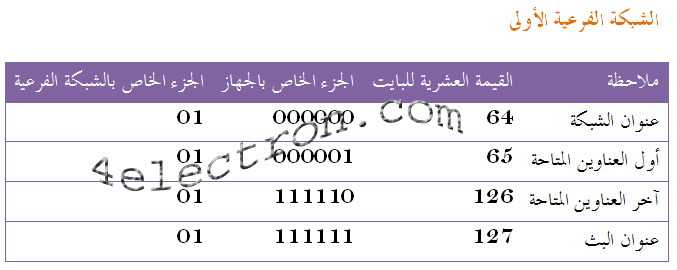 الشبكة الفرعية الأولى
ملاحظة القيمة العشرية للبايت الجزء الخاص بالجهاز الجزء الخاص بالشبكة الفرعية
عنوان الشبكة 64 000000 01
أول العناوين المتاحة 65 000001 01
آخر العناوين المتاحة 126 111110 01
عنوان البث 127 111111 01
4electron.com